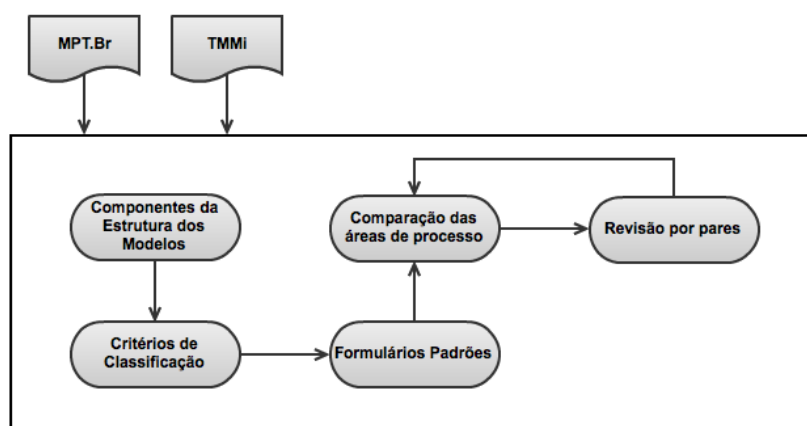 MPT.Br
TMMi
Componentes da
Estrutura dos
Modelos
Comparação das
áreas de processo
Revisão por pares
Critérios de
Classificação
Formulários Padrões